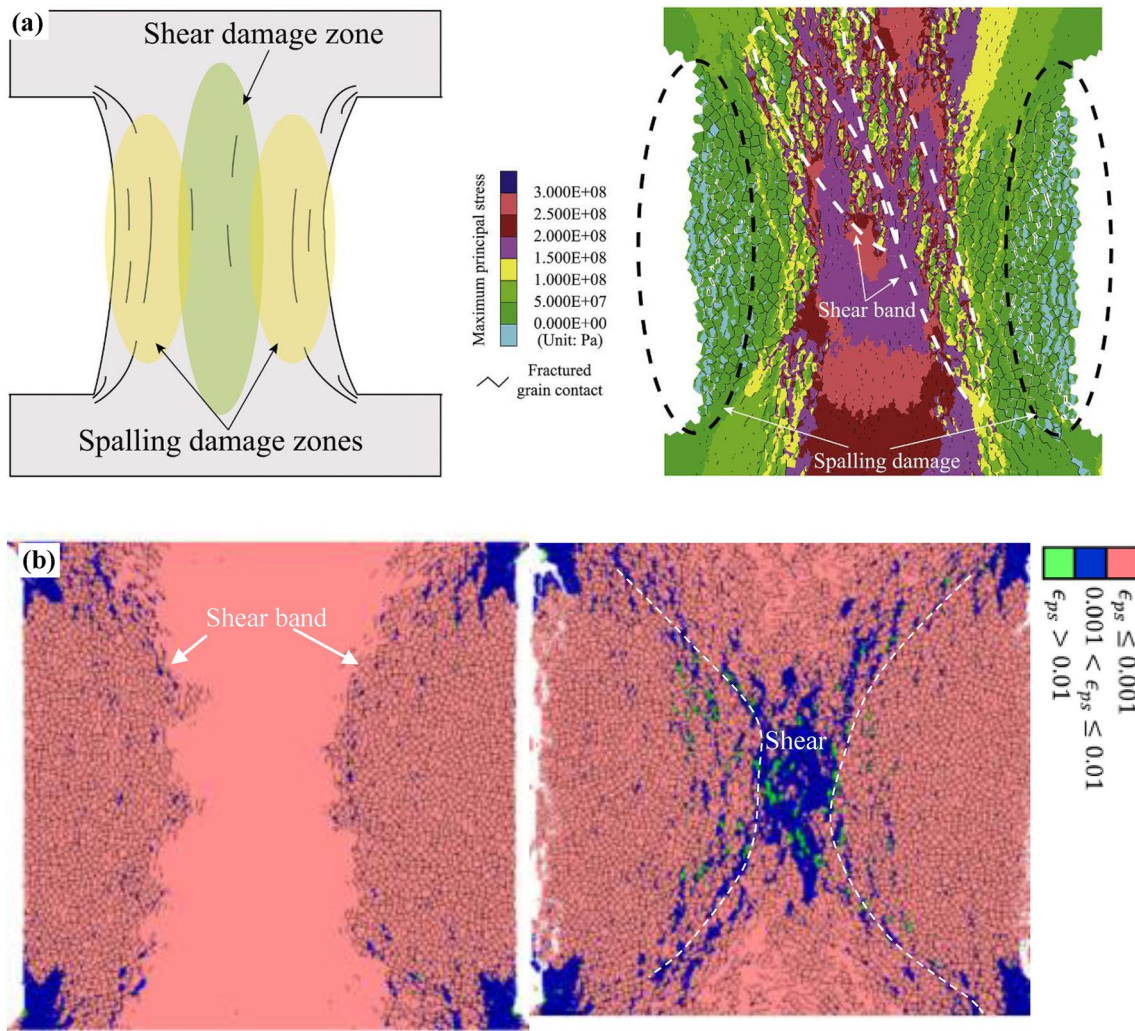 (a)
Shear damage zone
Spalling damage zones
Maximum principal stress
3.000E+08
2.500E+08
2.000E+08
1.500E+08
1.000E+08
5.000E+07
0.000E+00
(Unit: Pa)
Fractured
grain contact
Shear band
Spalling damage
(b)
Shear band
Shear
ϵps ≤ 0.001
0.001 < ϵps ≤ 0.01
ϵps > 0.01